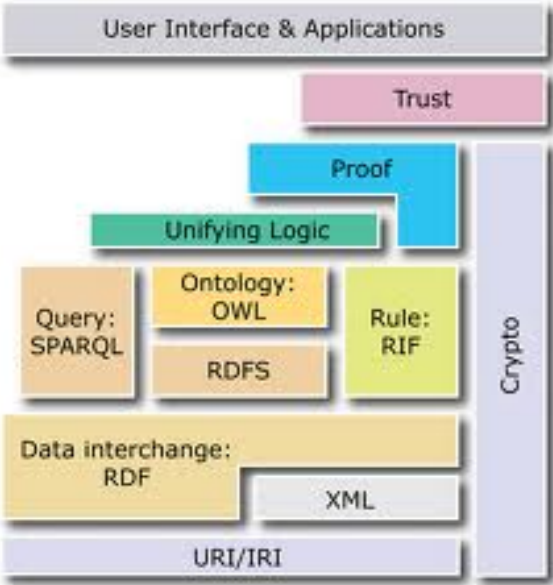 User Interface & Applications
Trust
Proof
Unifying Logic
Query:
SPARQL
Ontology:
OWL
RDFS
Rule:
RIF
Crypto
Data interchange:
RDF
XML
URI/IRI